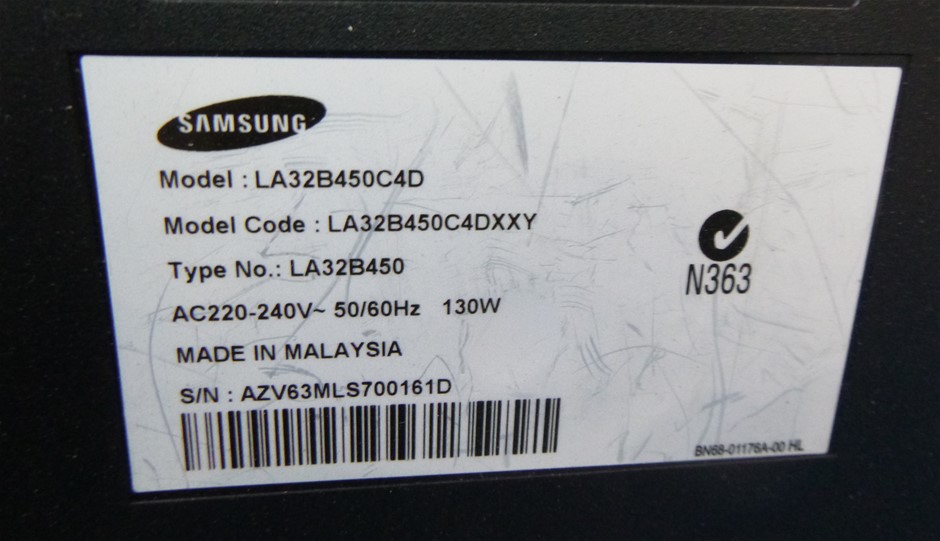 SAMSUNG
Model : LA32B450C4D
Model Code : LA32B450C4DXXY
Type No.: LA32B450
AC220-240V~ 50/60Hz 130W
MADE IN MALAYSIA
S/N : AZV63MLS700161D
N363
BN68-01176A-00 HL